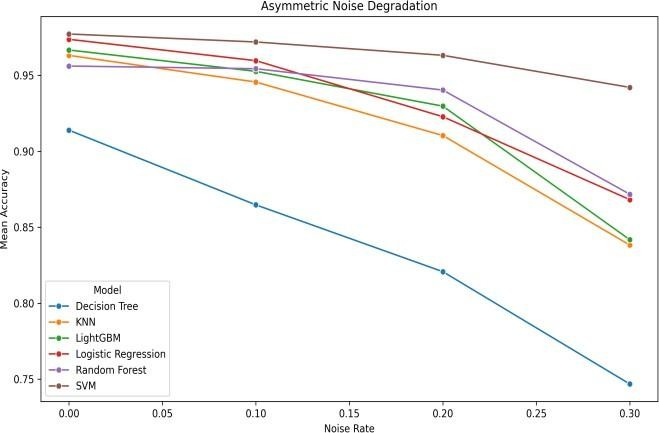 Asymmetric Noise Degradation
Mean Accuracy
0.95
0.90
0.85
0.80
0.75
Model
Decision Tree
KNN
LightGBM
Logistic Regression
Random Forest
SVM
0.00 0.05 0.10 0.15 0.20 0.25 0.30
Noise Rate